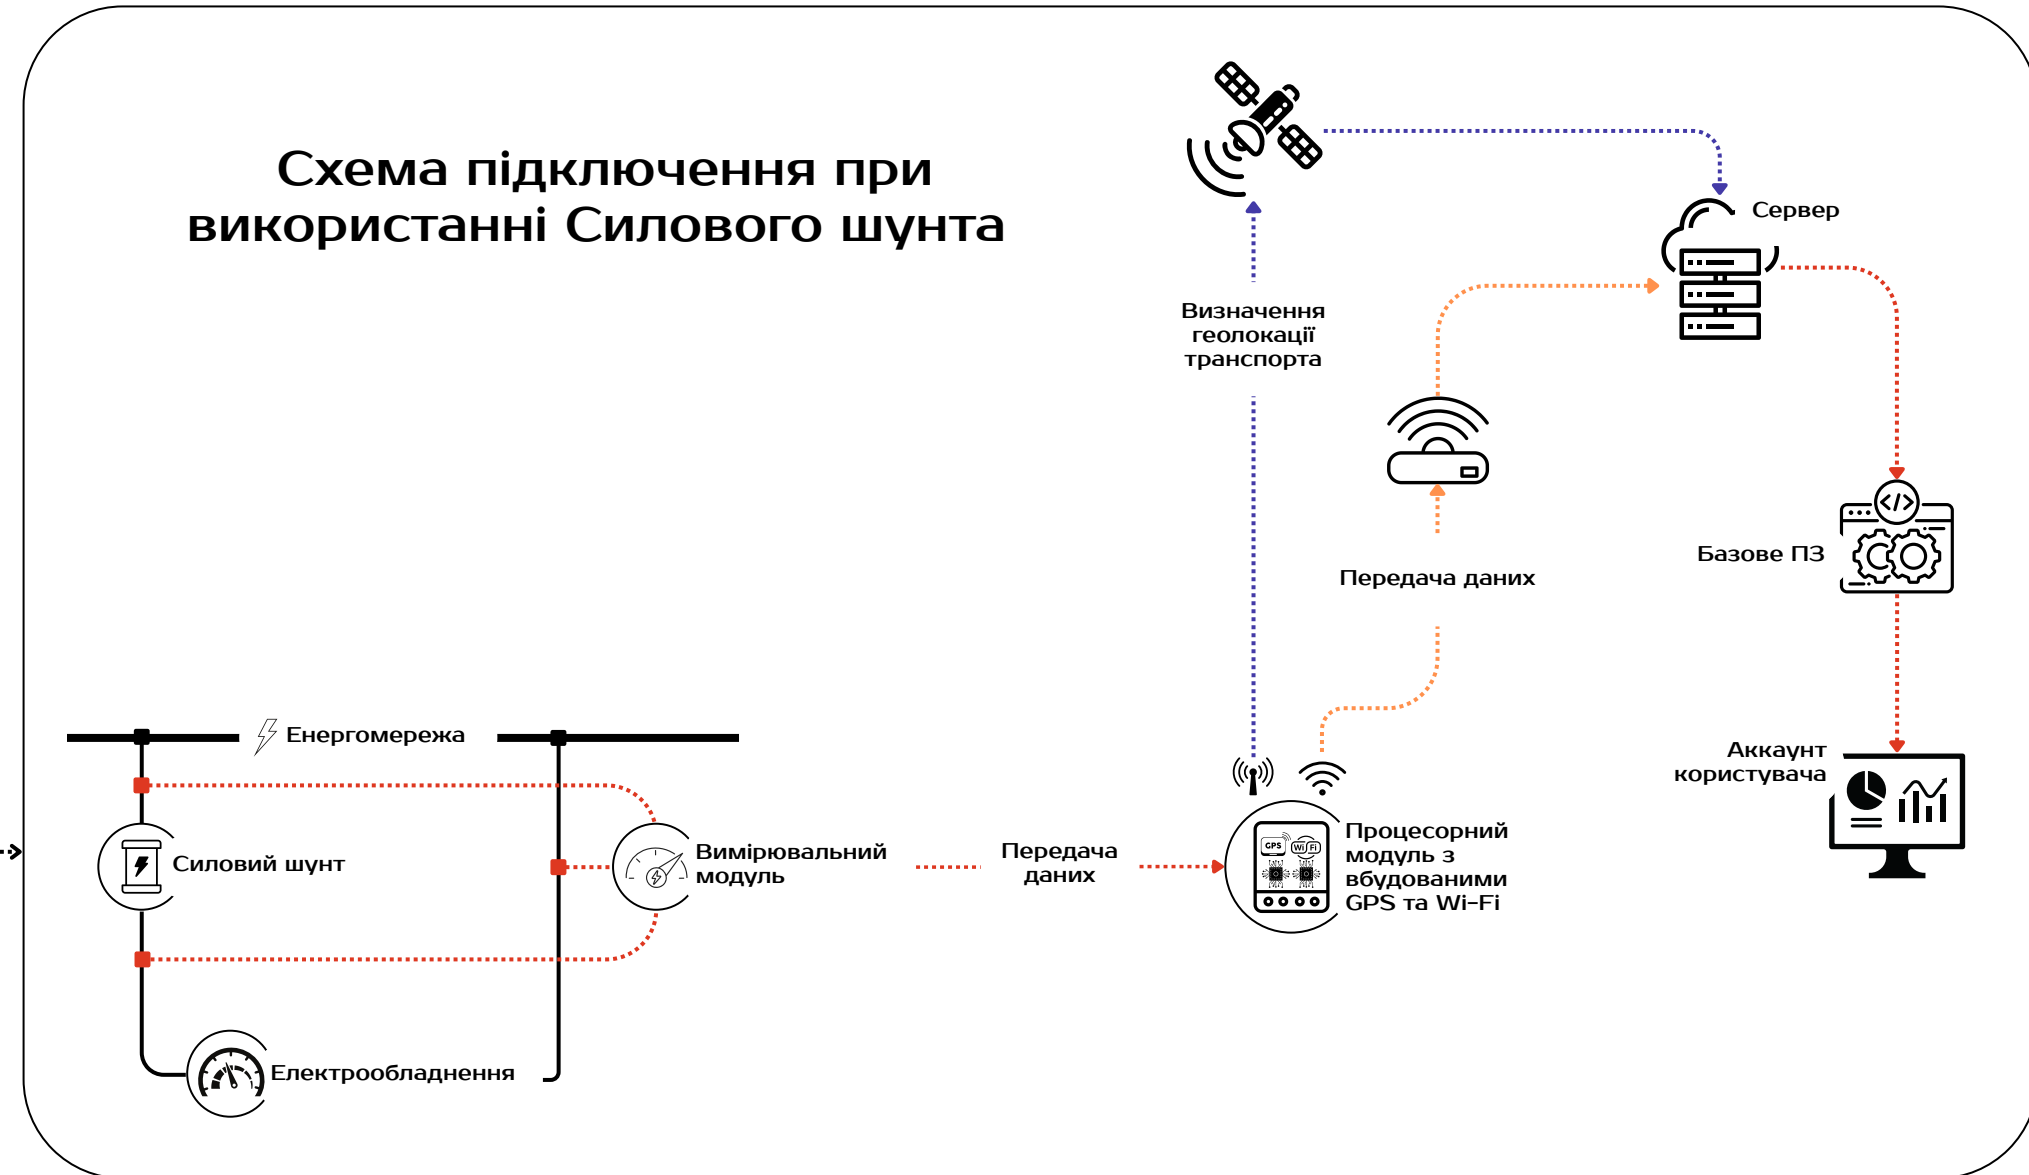 Схема підключення при
використанні Силового шунта
Сервер
Визначення
геолокації
транспорта
Базове ПЗ
Передача даних
Енергомережа
Аккаунт
користувача
Силовий шунт
Вимірювальний
модуль
Передача
даних
GPS
Wi Fi
Процесорний
модуль з
вбудованими
GPS та Wi-Fi
Електрообладнення